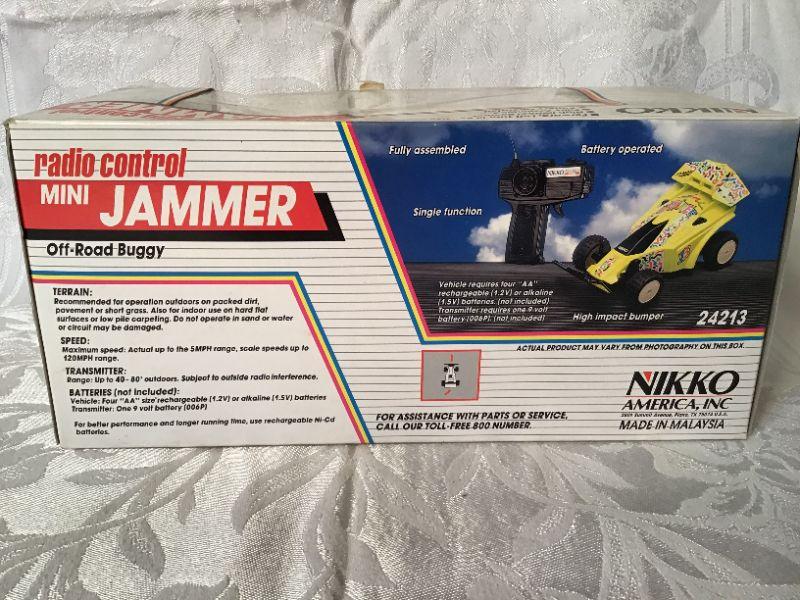 NIKKO
radio control
MINI JAMMER
Off-Road Buggy
TERRAIN:
Recommended for operation outdoors on packed dirt,
pavement or short grass. Also for indoor use on hard flat
surfaces or low pile carpeting. Do not operate in sand or water
or circuit may be damaged.
SPEED:
Maximum speed: Actual up to the 5MPH range, scale speeds up to
120MPH range.
TRANSMITTER:
Range: Up to 40-80' outdoors. Subject to outside radio interference.
BATTERIES (not included):
Vehicle: Four "AA" size rechargeable (1.2V) or alkaline (1.5V) batteries
Transmitter: One 9 volt battery (006P)
For better performance and longer running time, use rechargeable Ni-Cd
batteries.
Fully assembled
Battery operated
NIKKO
Single function
Vehicle requires four "AA"
rechargeable (1.2V) or alkaline
(1.5V) batteries. (not included)
Transmitter requires one 9 volt
battery (006P). (not included)
High impact bumper
24213
ACTUAL PRODUCT MAY VARY FROM PHOTOGRAPHY ON THIS BOX.
FOR ASSISTANCE WITH PARTS OR SERVICE,
CALL OUR TOLL-FREE 800 NUMBER.
NIKKO
AMERICA, INC
Summit Avenue, Plano, TX 75074 U.S.A.
MADE IN MALAYSIA